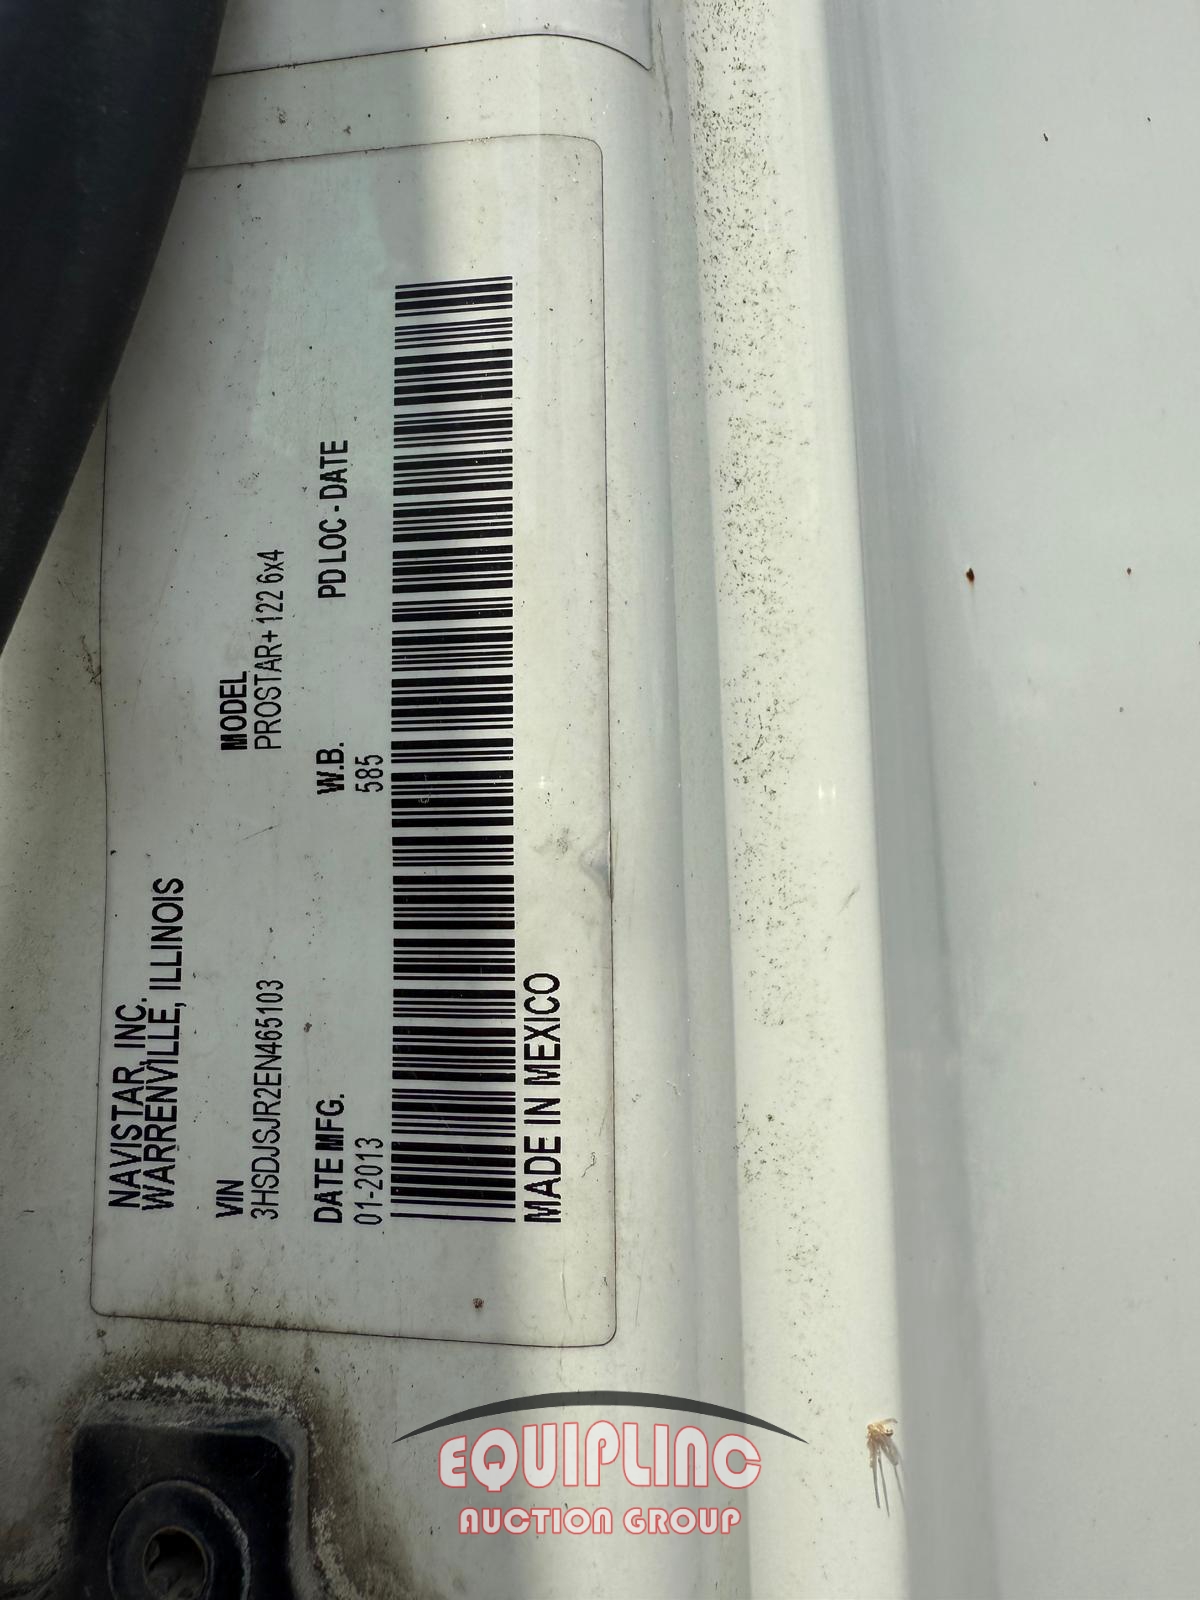 NAVISTAR, INC.
WARRENVILLE, ILLINOIS
VIN MODEL
3HSDJSJR2EN465103 PROSTAR+ 122 6x4
DATE MFG. W.B. PD LOC - DATE
01-2013 585
MADE IN MEXICO
EQUIPLINC
AUCTION GROUP